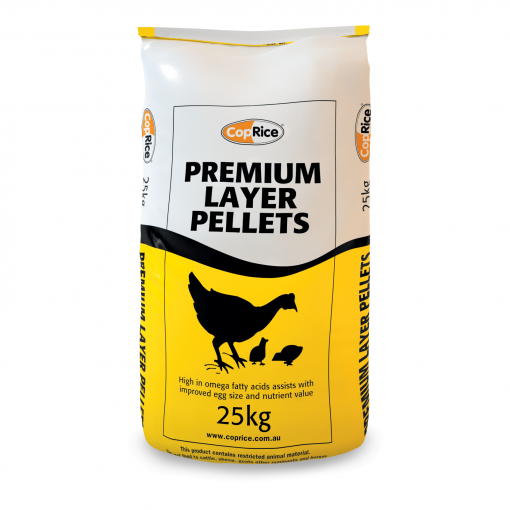 CopRice
PREMIUM
LAYER
PELLETS
High in omega fatty acids assists with
improved egg size and nutrient value
25kg
www.coprice.com.au
This product contains restricted animal material.
CopRice
25kg
PREMIUM LAYER PELLE
CopRice
25kg
PREMIUM LAYER PELLETS